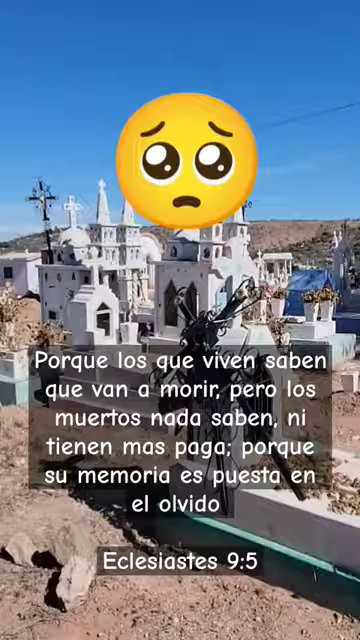 Porque los que viven saben
que van a morir, pero los
muertos nada saben, ni
tienen mas paga; porque
su memoria es puesta en
el olvido
Eclesiastes 9:5